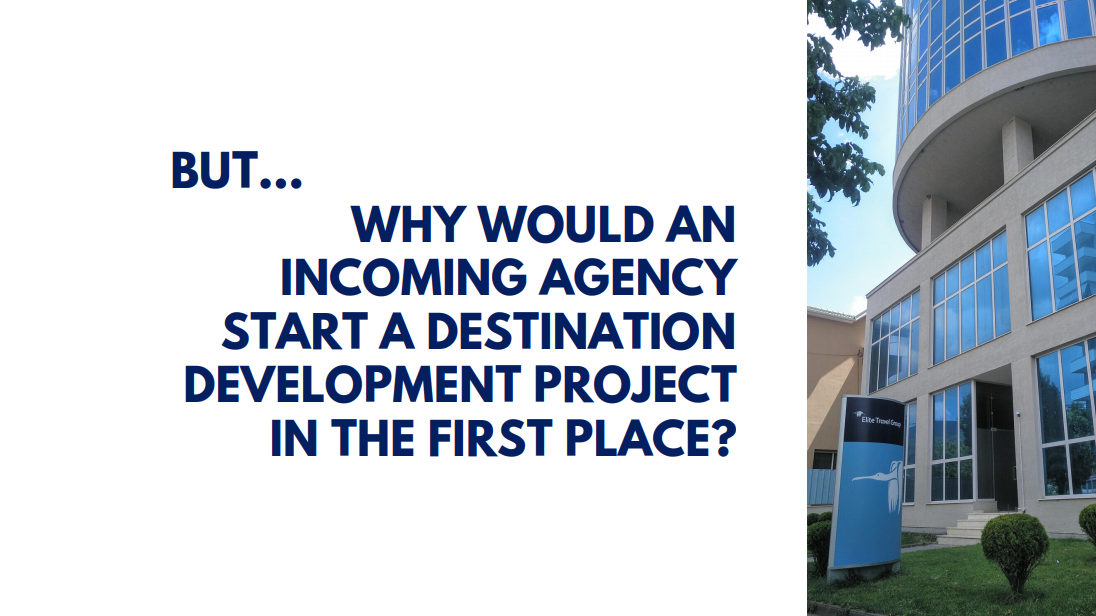 BUT...
WHY WOULD AN
INCOMING AGENCY
START A DESTINATION
DEVELOPMENT PROJECT
IN THE FIRST PLACE?
Elite Travel Group